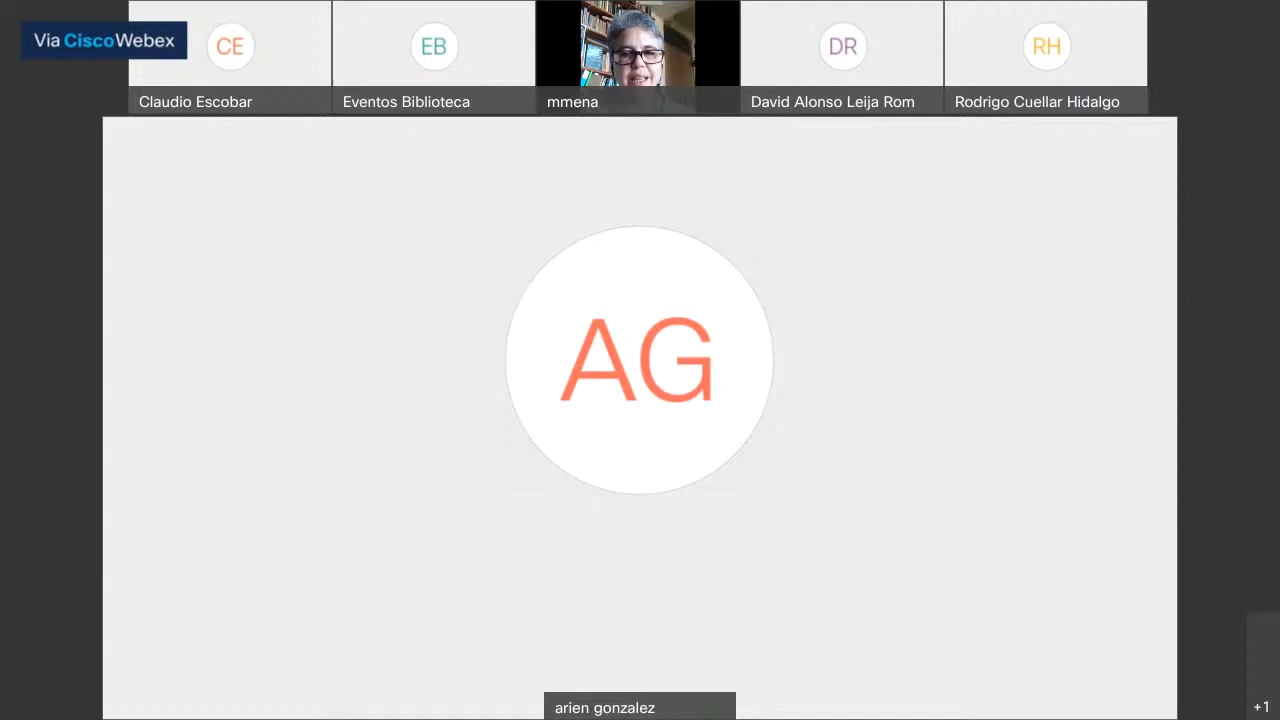 Via CiscoWebex
CE
EB
DR
RH
Claudio Escobar
Eventos Biblioteca
mmena
David Alonso Leija Rom
Rodrigo Cuellar Hidalgo
AG
arien gonzalez
+1